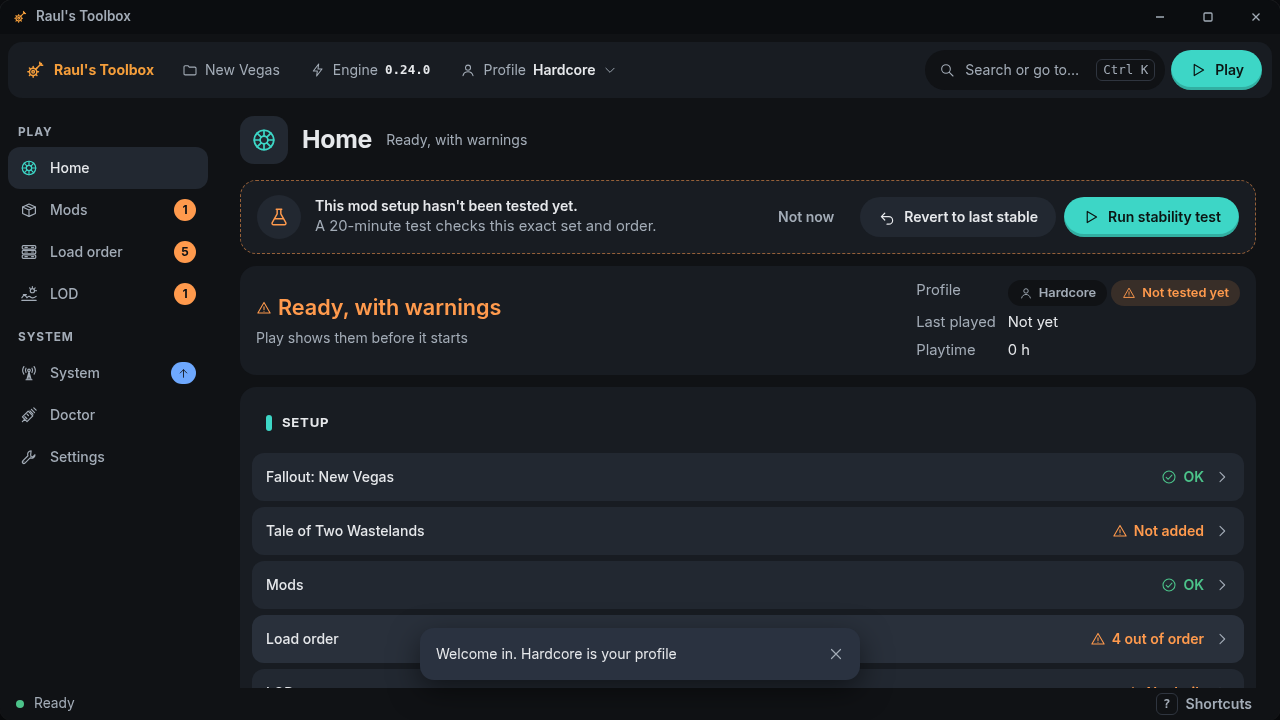 Raul's Toolbox
Raul's Toolbox
New Vegas
Engine 0.24.0
Profile Hardcore
Search or go to...
Ctrl K
Play
PLAY
Home
Mods
1
Load order
5
LOD
1
SYSTEM
System
Doctor
Settings
Home
Ready, with warnings
This mod setup hasn't been tested yet.
A 20-minute test checks this exact set and order.
Not now
Revert to last stable
Run stability test
Ready, with warnings
Play shows them before it starts
Profile
Hardcore
Not tested yet
Last played
Not yet
Playtime
0 h
SETUP
Fallout: New Vegas
OK
Tale of Two Wastelands
Not added
Mods
OK
Load order
4 out of order
Welcome in. Hardcore is your profile
Ready
?
Shortcuts